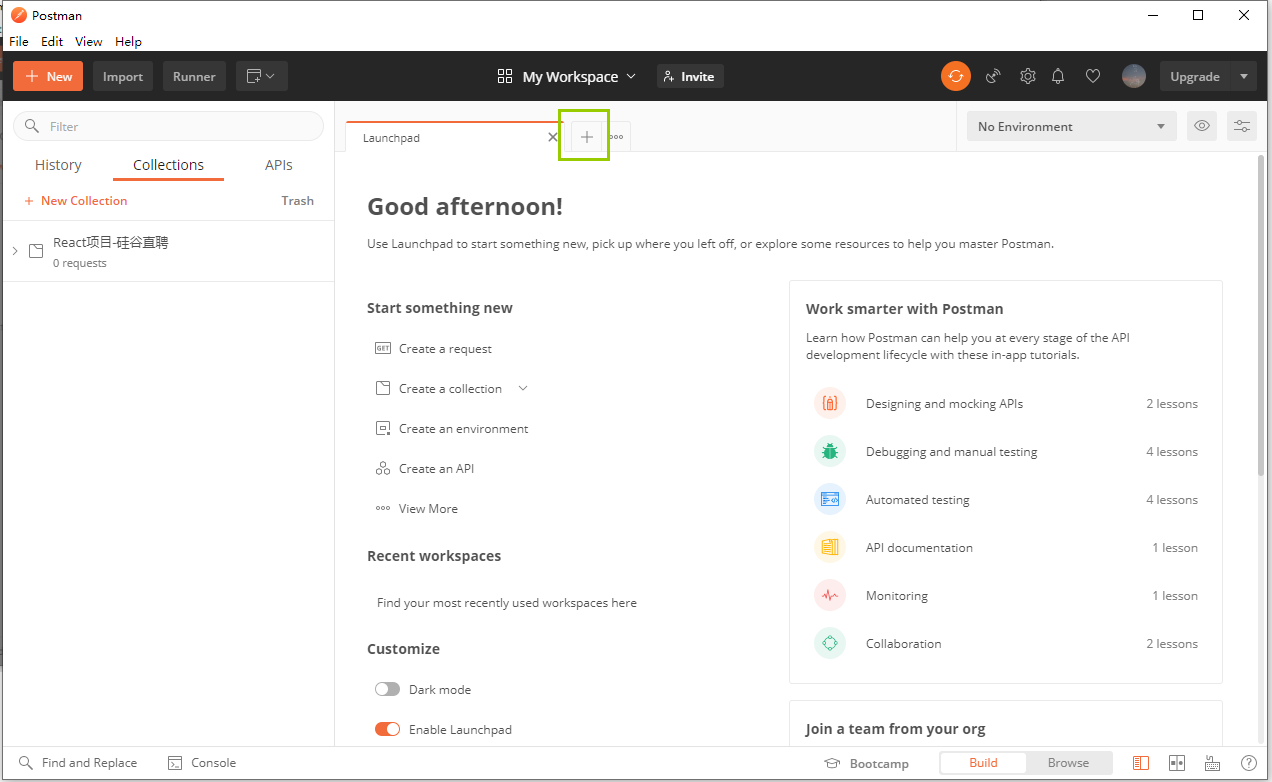 Postman
File Edit View Help
+ New Import Runner My Workspace Invite Upgrade
Filter
Launchpad
No Environment
History Collections APIs
+ New Collection Trash
React项目-硅谷直聘
0 requests
Good afternoon!
Use Launchpad to start something new, pick up where you left off, or explore some resources to help you master Postman.
Start something new
GET Create a request
Create a collection
Create an environment
Create an API
View More
Recent workspaces
Find your most recently used workspaces here
Customize
Dark mode
Enable Launchpad
Work smarter with Postman
Learn how Postman can help you at every stage of the API
development lifecycle with these in-app tutorials.
Designing and mocking APIs 2 lessons
Debugging and manual testing 4 lessons
Automated testing 4 lessons
API documentation 1 lesson
Monitoring 1 lesson
Collaboration 2 lessons
Join a team from your org
Find and Replace Console Bootcamp Build Browse